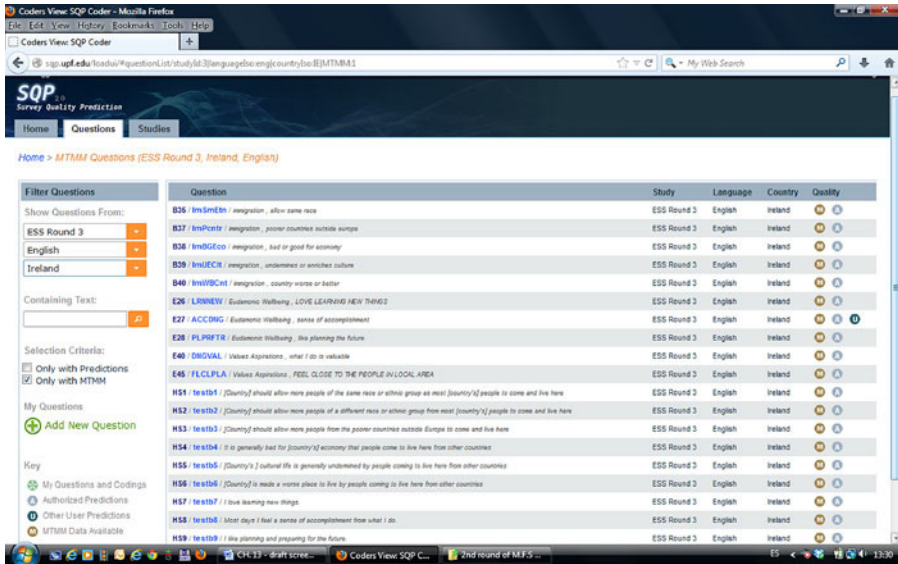 Coders View: SQP Coder - Mozilla Firefox
File Edit View History Bookmarks Tools Help
Coders View: SQP Coder +
sqp.upf.edu/loadui/#questionList/studyId:3|languageIso:eng|countryIso:IE|MTMM:1 My Web Search
SQP 2.0
Survey Quality Prediction
Home Questions Studies
Home > MTMM Questions (ESS Round 3, Ireland, English)
Filter Questions
Show Questions From:
ESS Round 3
English
Ireland
Containing Text:
Selection Criteria:
Only with Predictions
Only with MTMM
My Questions
Add New Question
Key
My Questions and Codings
Authorized Predictions
Other User Predictions
MTMM Data Available
Question Study Language Country Quality
B35 / ImSmEtn / immigration , allow same race ESS Round 3 English Ireland M A
B37 / ImPcntr / immigration , poorer countries outside europe ESS Round 3 English Ireland M A
B38 / ImBGEco / immigration , bad or good for economy ESS Round 3 English Ireland M A
B39 / ImUEClt / immigration , undermines or enriches culture ESS Round 3 English Ireland M A
B40 / ImWBCnt / immigration , country worse or better ESS Round 3 English Ireland M A
E26 / LRNNEW / Eudamonic Wellbeing , LOVE LEARNING NEW THINGS ESS Round 3 English Ireland M A
E27 / ACCDNG / Eudamonic Wellbeing , sense of accomplishment ESS Round 3 English Ireland M A U
E28 / PLPRFTR / Eudamonic Wellbeing , like planning the future ESS Round 3 English Ireland M A
E40 / DNGVAL / Values Aspirations , what I do is valuable ESS Round 3 English Ireland M A
E45 / FLCLPLA / Values Aspirations , FEEL CLOSE TO THE PEOPLE IN LOCAL AREA ESS Round 3 English Ireland M A
HS1 / testb1 / [Country] should allow more people of the same race or ethnic group as most [country's] people to come and live here ESS Round 3 English Ireland M A
HS2 / testb2 / [Country] should allow more people of a different race or ethnic group from most [country's] people to come and live here ESS Round 3 English Ireland M A
HS3 / testb3 / [Country] should allow more people from the poorer countries outside Europe to come and live here ESS Round 3 English Ireland M A
HS4 / testb4 / It is generally bad for [country's] economy that people come to live here from other countries ESS Round 3 English Ireland M A
HS5 / testb5 / [Country's ] cultural life is generally undermined by people coming to live here from other countries ESS Round 3 English Ireland M A
HS6 / testb6 / [Country] is made a worse place to live by people coming to live here from other countries ESS Round 3 English Ireland M A
HS7 / testb7 / I love learning new things. ESS Round 3 English Ireland M A
HS8 / testb8 / Most days I feel a sense of accomplishment from what I do. ESS Round 3 English Ireland M A
HS9 / testb9 / I like planning and preparing for the future. ESS Round 3 English Ireland M A
CH.13 - draft scree... Coders View: SQP C... 2nd round of M.F.S ... ES 13:30